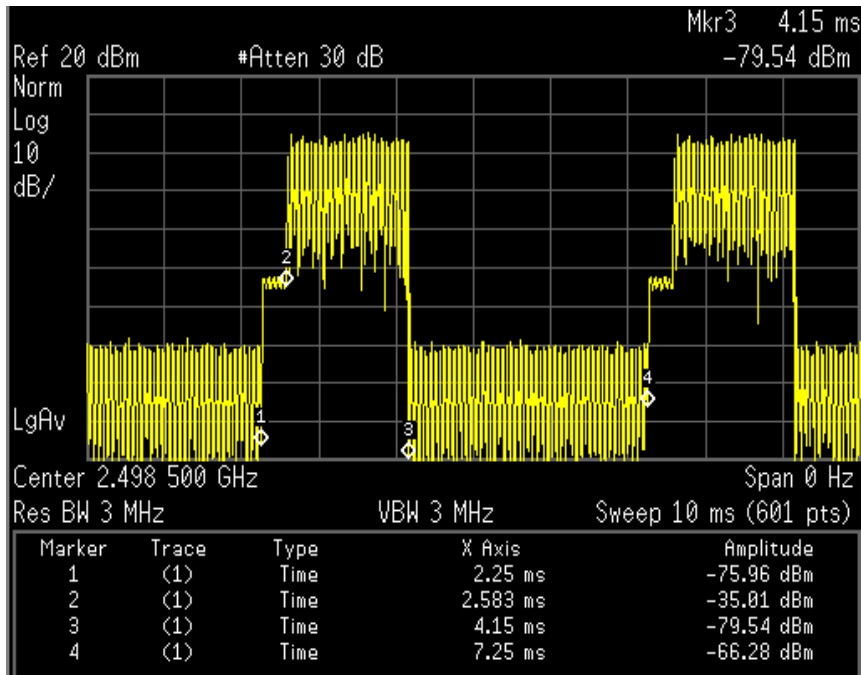 Mkr3 4.15 ms
Ref 20 dBm #Atten 30 dB -79.54 dBm
Norm
Log
10
dB/
2
1
3
4
LgAv
Center 2.498 500 GHz Span 0 Hz
Res BW 3 MHz VBW 3 MHz Sweep 10 ms (601 pts)
Marker Trace Type X Axis Amplitude
1 (1) Time 2.25 ms -75.96 dBm
2 (1) Time 2.583 ms -35.01 dBm
3 (1) Time 4.15 ms -79.54 dBm
4 (1) Time 7.25 ms -66.28 dBm